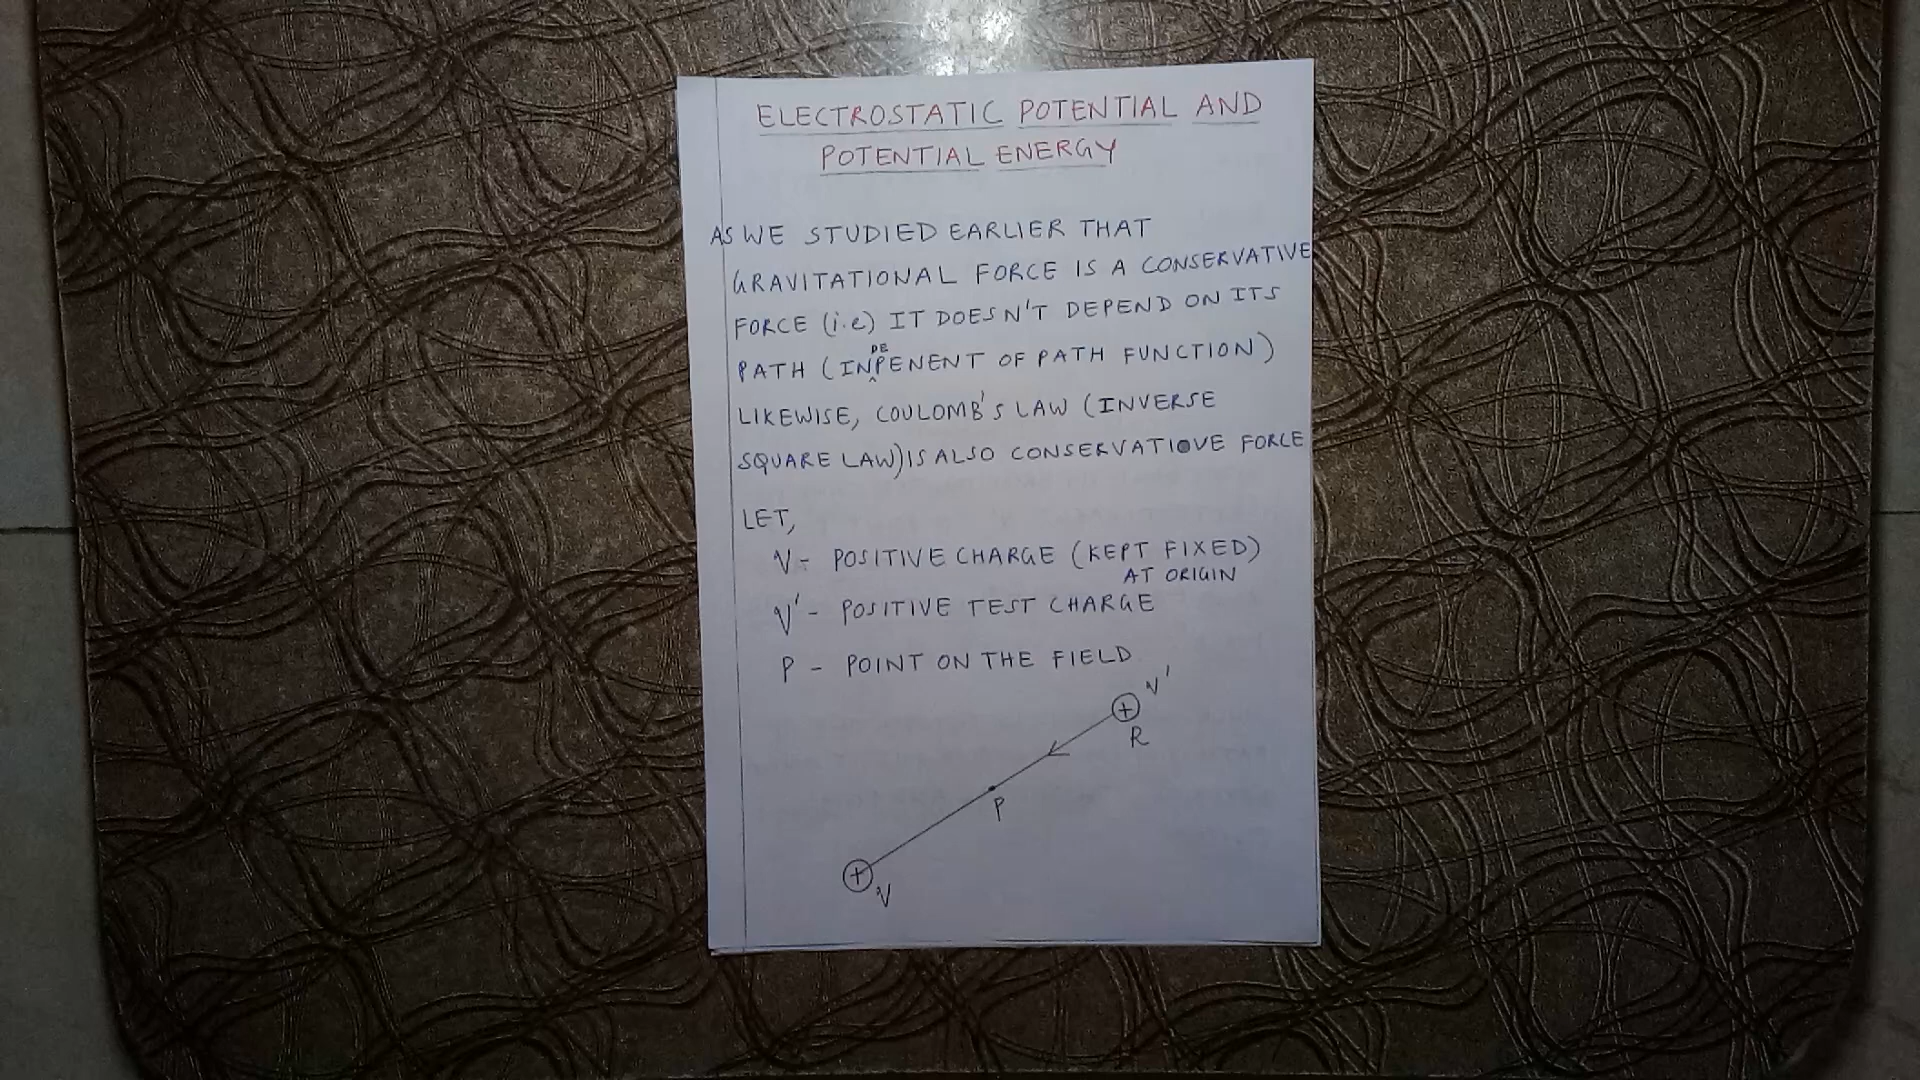 ELECTROSTATIC POTENTIAL AND
POTENTIAL ENERGY
AS WE STUDIED EARLIER THAT
GRAVITATIONAL FORCE IS A CONSERVATIVE
FORCE (i.e) IT DOESN'T DEPEND ON ITS
PATH (INDEPENENT OF PATH FUNCTION)
LIKEWISE, COULOMB'S LAW (INVERSE
SQUARE LAW) IS ALSO CONSERVATIVE FORCE
LET,
V - POSITIVE CHARGE (KEPT FIXED)
AT ORIGIN
V' - POSITIVE TEST CHARGE
P - POINT ON THE FIELD
V'
+
R
P
+
V